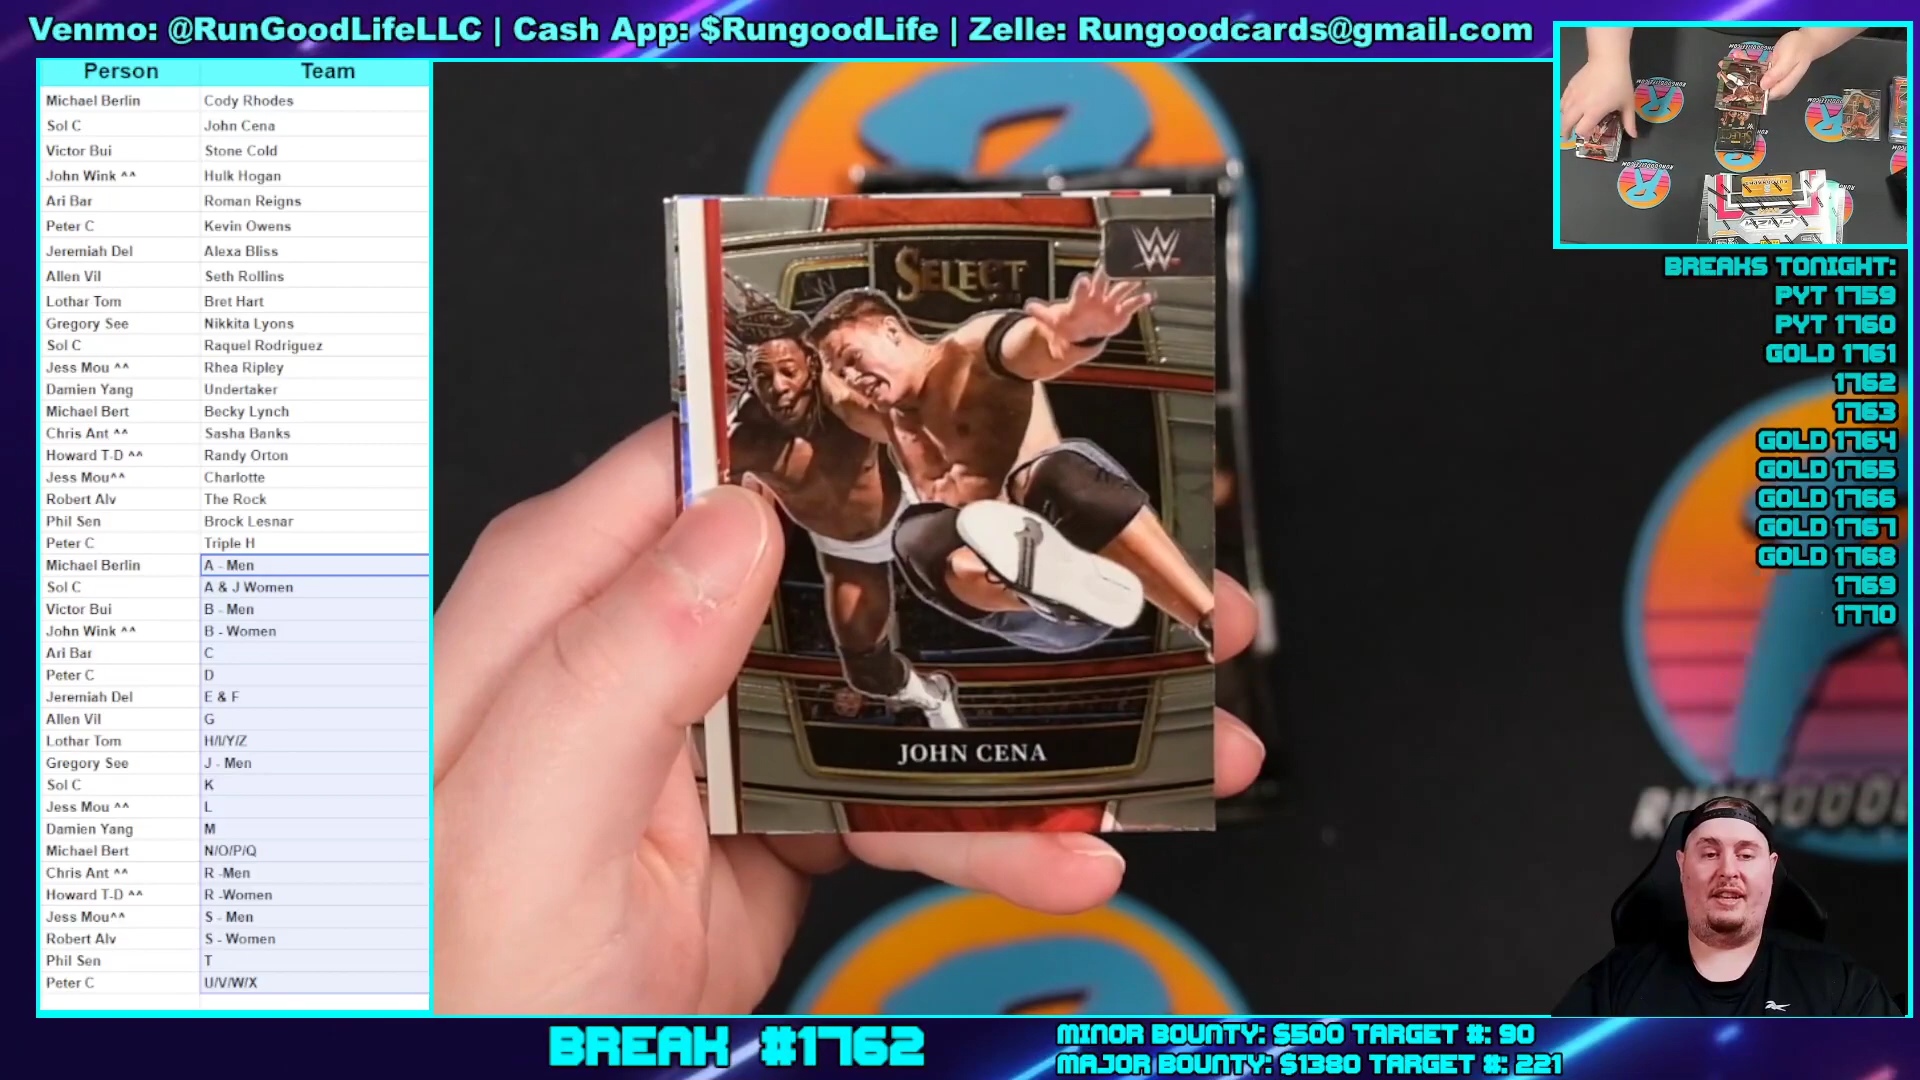 Venmo: @RunGoodLifeLLC | Cash App: $RungoodLife | Zelle: Rungoodcards@gmail.com
Person Team
Michael Berlin Cody Rhodes
Sol C John Cena
Victor Bui Stone Cold
John Wink ^^ Hulk Hogan
Ari Bar Roman Reigns
Peter C Kevin Owens
Jeremiah Del Alexa Bliss
Allen Vil Seth Rollins
Lothar Tom Bret Hart
Gregory See Nikkita Lyons
Sol C Raquel Rodriguez
Jess Mou ^^ Rhea Ripley
Damien Yang Undertaker
Michael Bert Becky Lynch
Chris Ant ^^ Sasha Banks
Howard T-D ^^ Randy Orton
Jess Mou^^ Charlotte
Robert Alv The Rock
Phil Sen Brock Lesnar
Peter C Triple H
Michael Berlin A - Men
Sol C A & J Women
Victor Bui B - Men
John Wink ^^ B - Women
Ari Bar C
Peter C D
Jeremiah Del E & F
Allen Vil G
Lothar Tom H/I/Y/Z
Gregory See J - Men
Sol C K
Jess Mou ^^ L
Damien Yang M
Michael Bert N/O/P/Q
Chris Ant ^^ R -Men
Howard T-D ^^ R -Women
Jess Mou^^ S - Men
Robert Alv S - Women
Phil Sen T
Peter C U/V/W/X
SELECT
W
JOHN CENA
BREAKS TONIGHT:
PYT 1759
PYT 1760
GOLD 1761
1762
1763
GOLD 1764
GOLD 1765
GOLD 1766
GOLD 1767
GOLD 1768
1769
1770
BREAK #1762
MINOR BOUNTY: $500 TARGET #: 90
MAJOR BOUNTY: $1380 TARGET #: 221